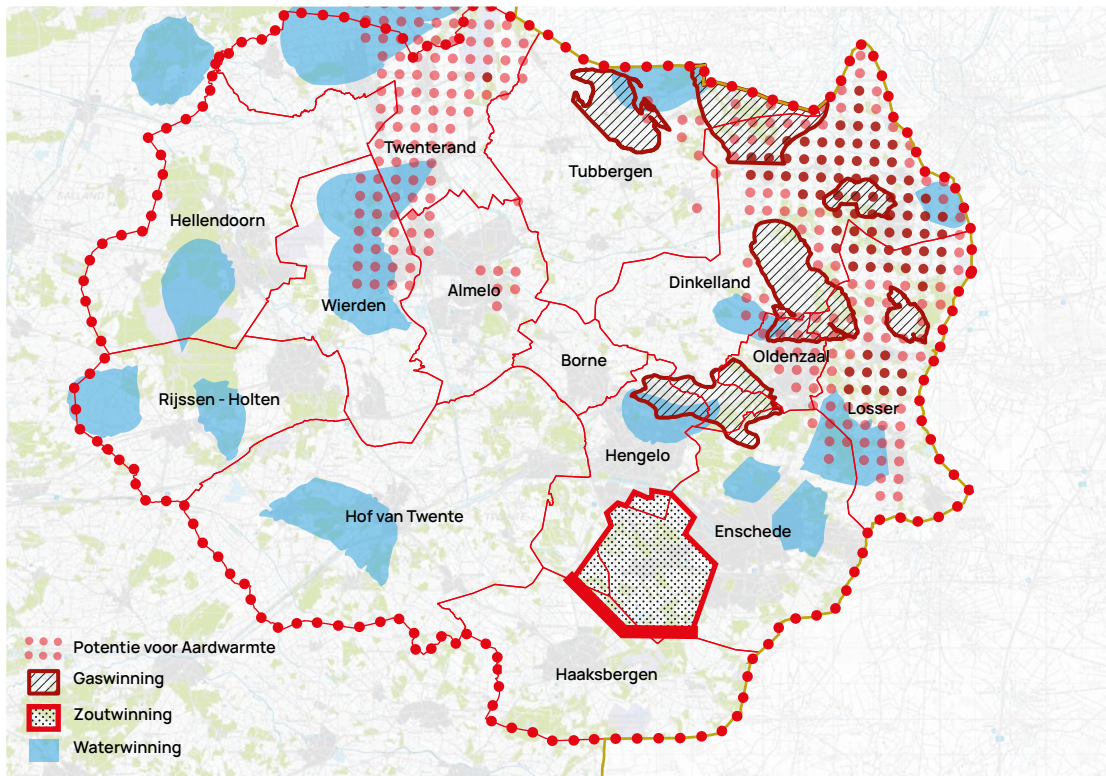 Twenterand
Tubbergen
Hellendoorn
Dinkelland
Almelo
Wierden
Oldenzaal
Borne
Rijssen - Holten
Losser
Hengelo
Hof van Twente
Enschede
Haaksbergen
Potentie voor Aardwarmte
Gaswinning
Zoutwinning
Waterwinning